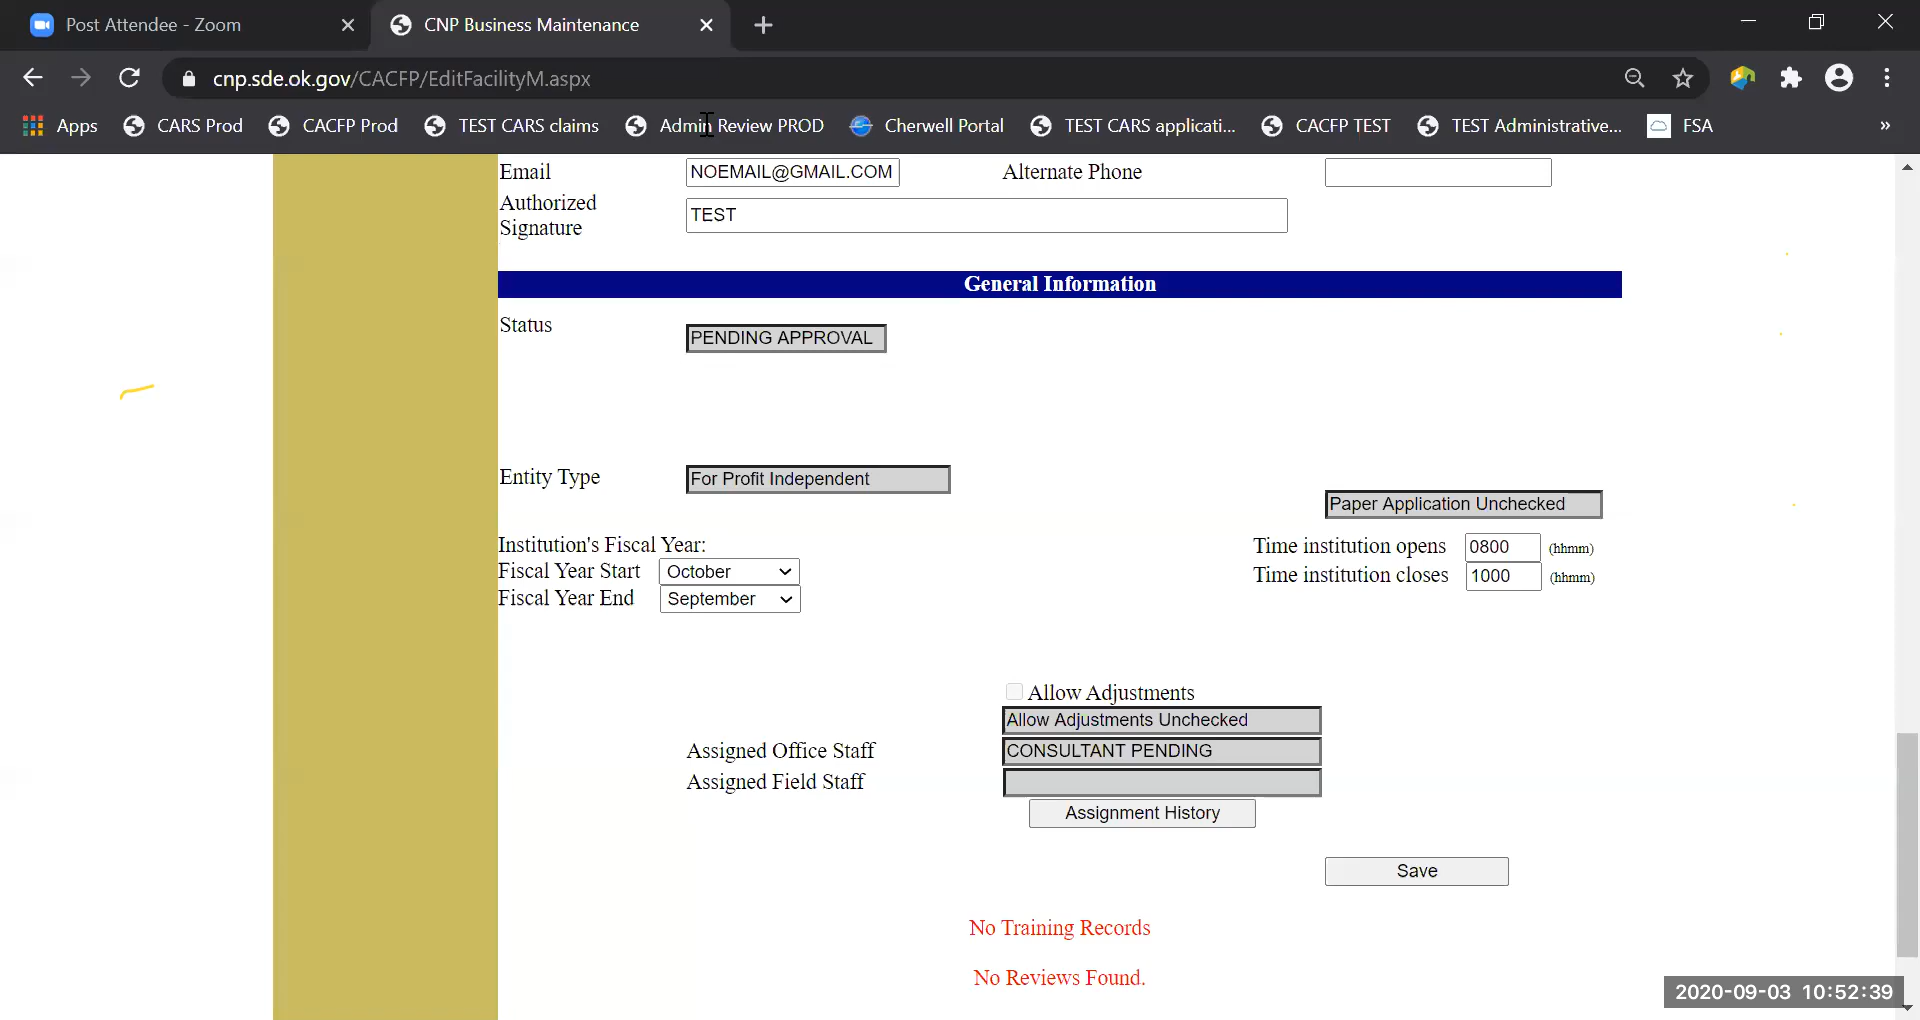 Post Attendee - Zoom
CNP Business Maintenance
cnp.sde.ok.gov/CACFP/EditFacilityM.aspx
Apps CARS Prod CACFP Prod TEST CARS claims Admin Review PROD Cherwell Portal TEST CARS applicati... CACFP TEST TEST Administrative... FSA »
Email NOEMAIL@GMAIL.COM Alternate Phone
Authorized
Signature
TEST
General Information
Status
PENDING APPROVAL
Entity Type For Profit Independent
Paper Application Unchecked
Institution's Fiscal Year:
Time institution opens 0800 (hhmm)
Fiscal Year Start October
Time institution closes 1000 (hhmm)
Fiscal Year End September
Allow Adjustments
Allow Adjustments Unchecked
Assigned Office Staff CONSULTANT PENDING
Assigned Field Staff
Assignment History
Save
No Training Records
No Reviews Found.
2020-09-03 10:52:39